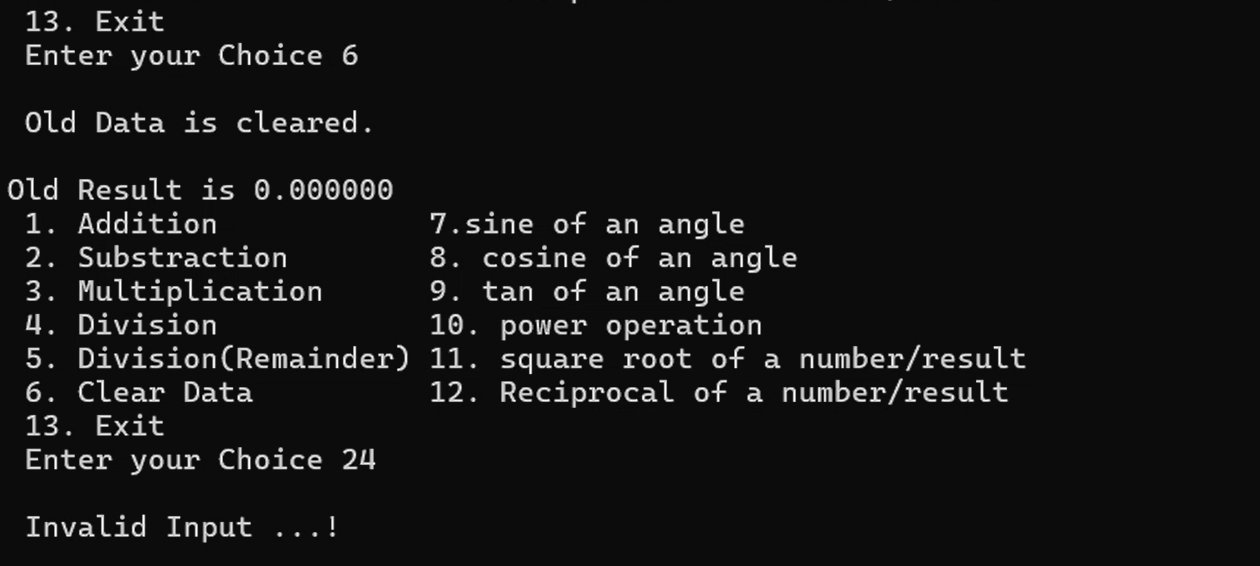 13. Exit
Enter your Choice 6
Old Data is cleared.
Old Result is 0.000000
1. Addition 7.sine of an angle
2. Substraction 8. cosine of an angle
3. Multiplication 9. tan of an angle
4. Division 10. power operation
5. Division(Remainder) 11. square root of a number/result
6. Clear Data 12. Reciprocal of a number/result
13. Exit
Enter your Choice 24
Invalid Input ...!